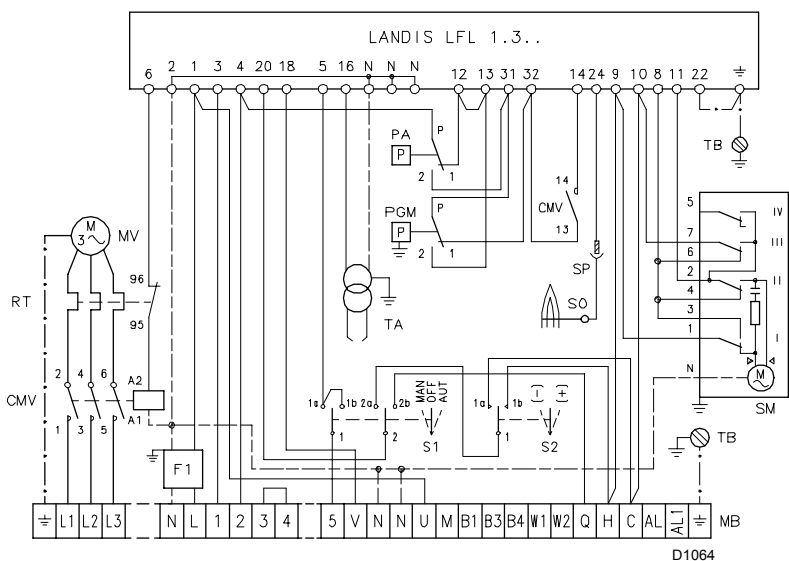 LANDIS LFL 1.3..
6 2 1 3 4 20 18 5 16 N N N 12 13 31 32 14 24 9 10 8 11 22
TB
PA
P
P
2 1
14
CMV
13
PGM
P
P
2 1
SP
SO
TA
M
3
MV
RT
96
95
CMV
2 4 6
1 3 5
A2
A1
F1
5
7
6
2
4
3
1
N
IV
III
II
I
M
SM
1a 1b 2a 2b
1 2
MAN
OFF
AUT
S1
1a 1b
1
(-) (+)
S2
TB
L1 L2 L3 N L 1 2 3 4 5 V N N U M B1 B3 B4 W1 W2 Q H C AL AL1
MB
D1064